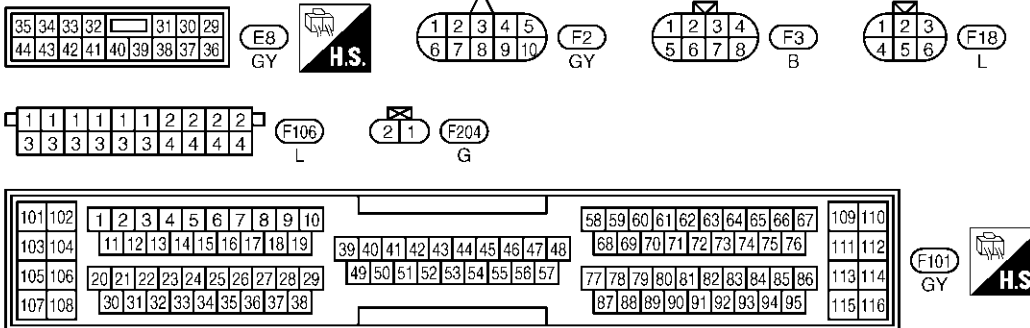 35 34 33 32 31 30 29
44 43 42 41 40 39 38 37 36
E8
GY
H.S.
1 2 3 4 5
6 7 8 9 10
F2
GY
1 2 3 4
5 6 7 8
F3
B
1 2 3
4 5 6
F18
L
1 1 1 1 1 1 2 2 2 2
3 3 3 3 3 3 4 4 4 4
F106
L
2 1
F204
G
101 102
103 104
105 106
107 108
1 2 3 4 5 6 7 8 9 10
11 12 13 14 15 16 17 18 19
20 21 22 23 24 25 26 27 28 29
30 31 32 33 34 35 36 37 38
39 40 41 42 43 44 45 46 47 48
49 50 51 52 53 54 55 56 57
58 59 60 61 62 63 64 65 66 67
68 69 70 71 72 73 74 75 76
77 78 79 80 81 82 83 84 85 86
87 88 89 90 91 92 93 94 95
109 110
111 112
113 114
115 116
F101
GY
H.S